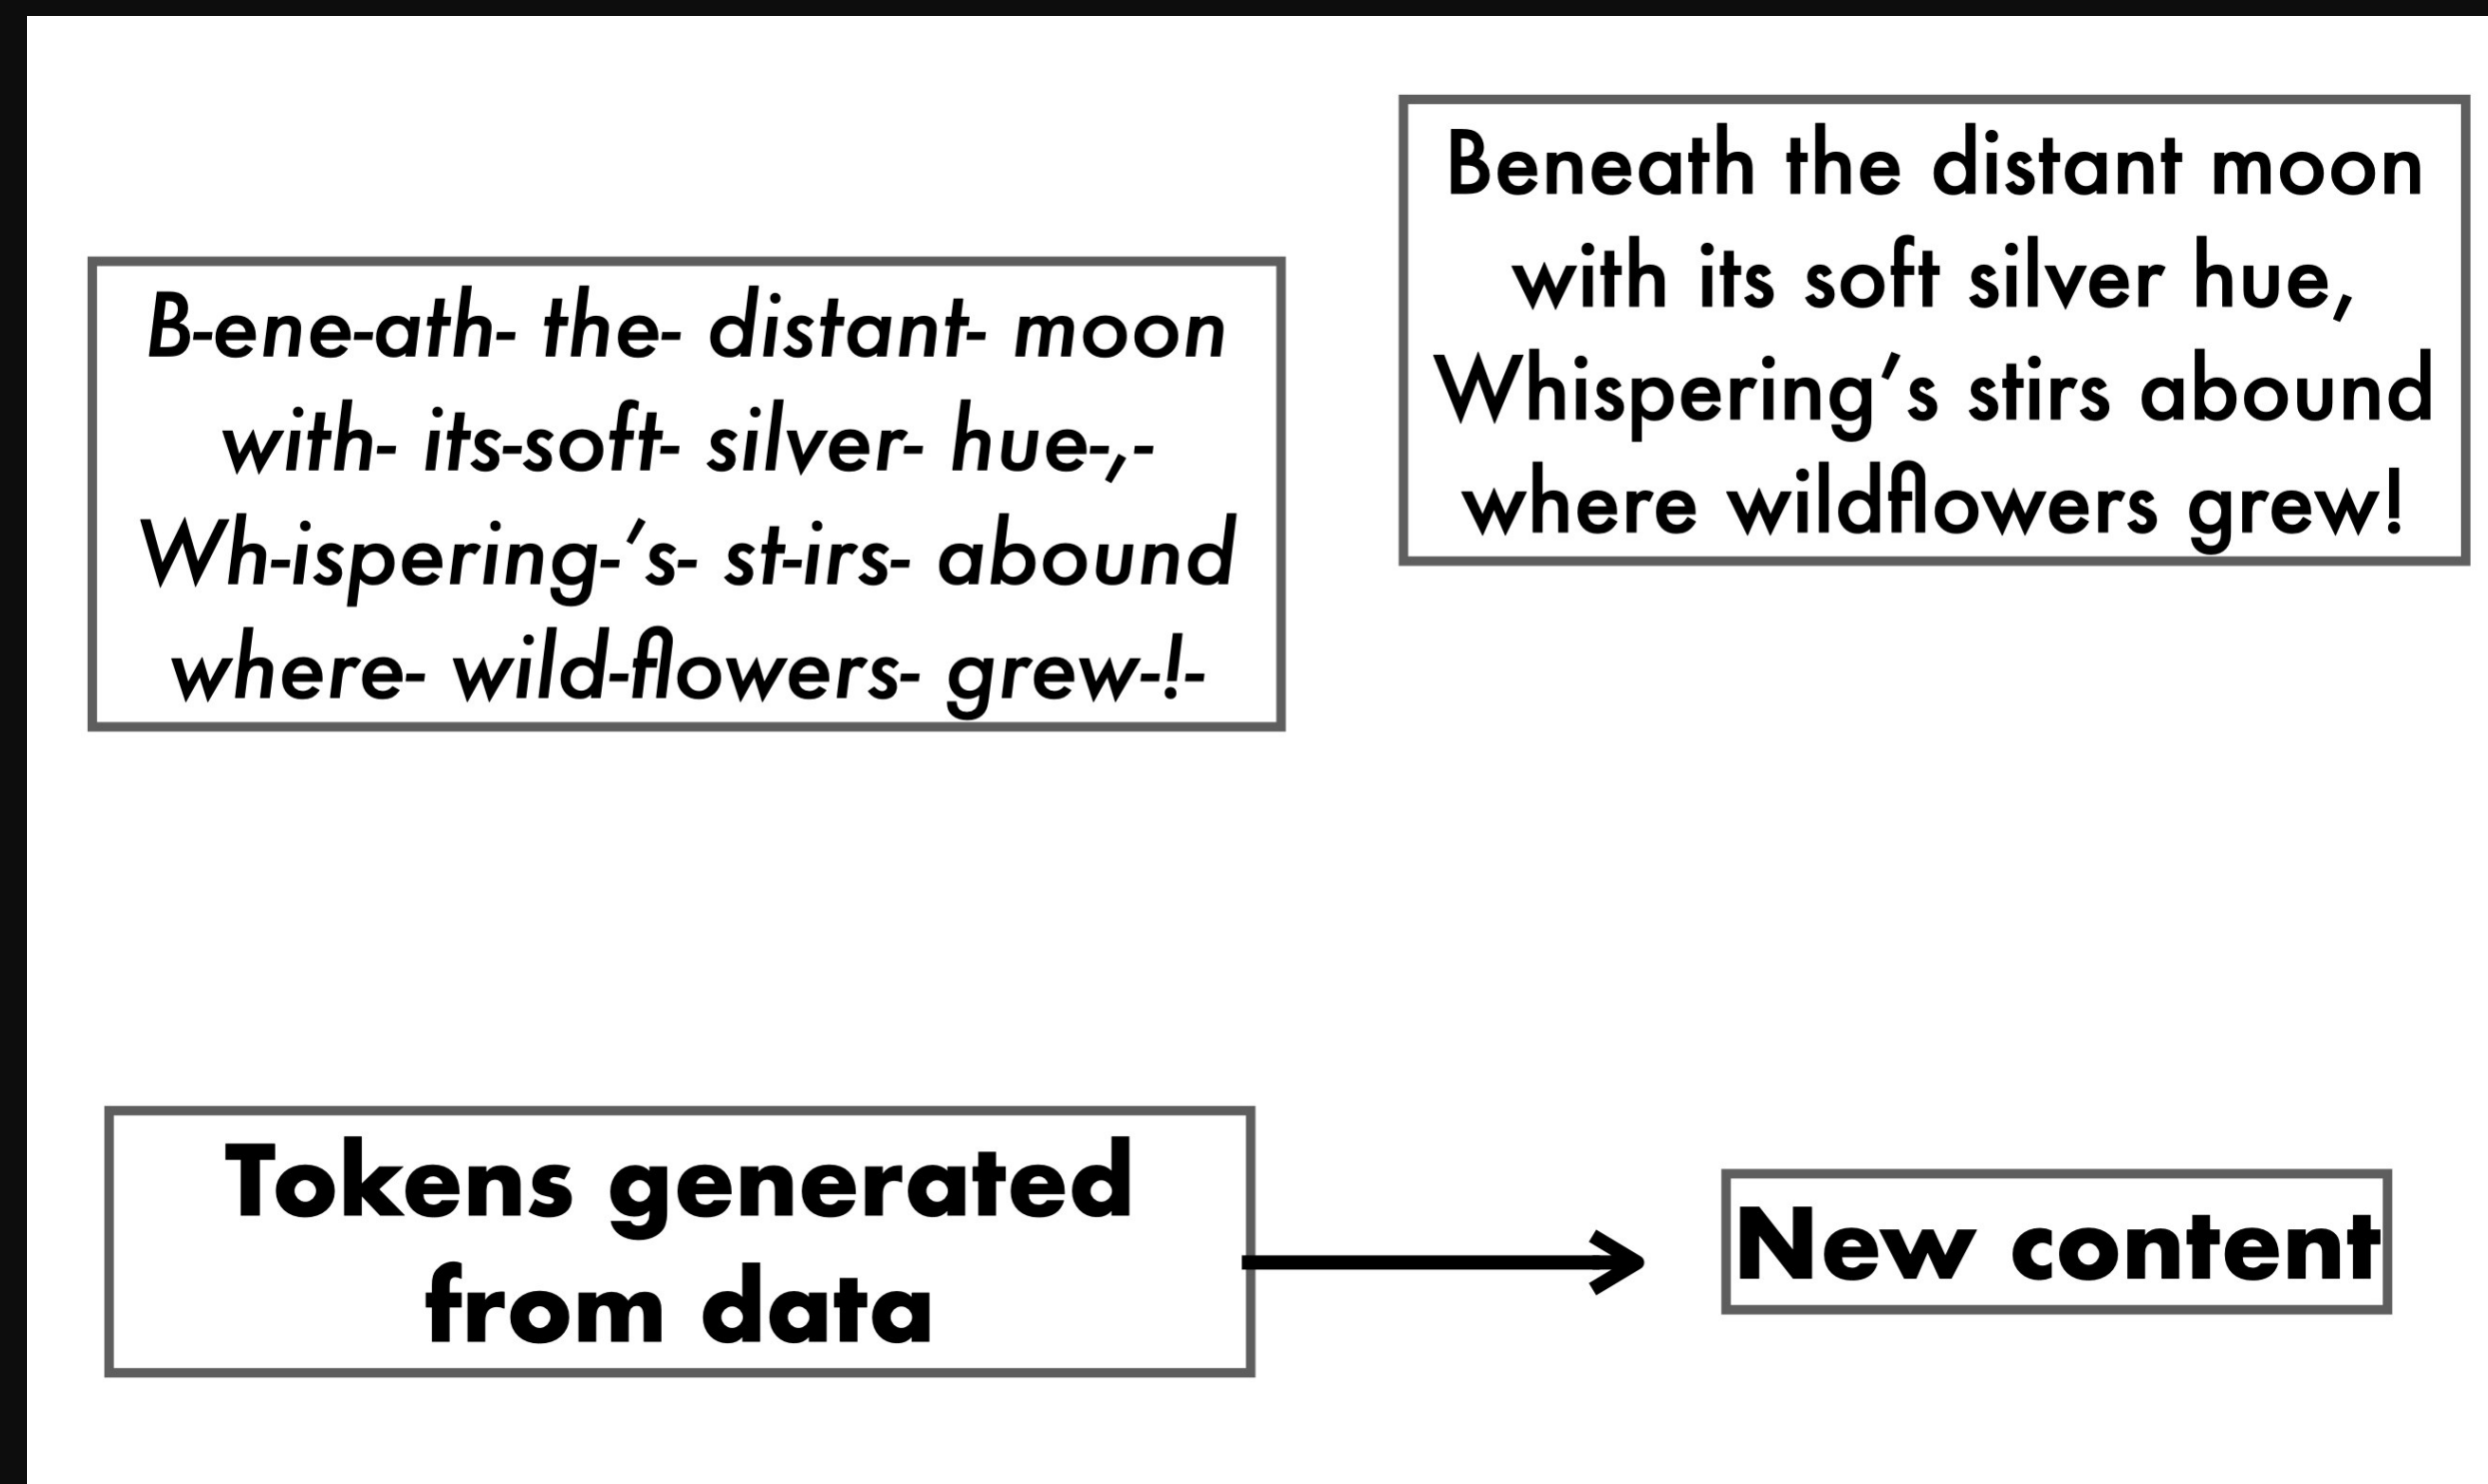 B-ene-ath- the- distant- moon
with- its-soft- silver- hue-,-
Wh-ispering-´s- st-irs- abound
where- wild-flowers- grew-!-
Beneath the distant moon
with its soft silver hue,
Whispering´s stirs abound
where wildflowers grew!
Tokens generated
from data
New content